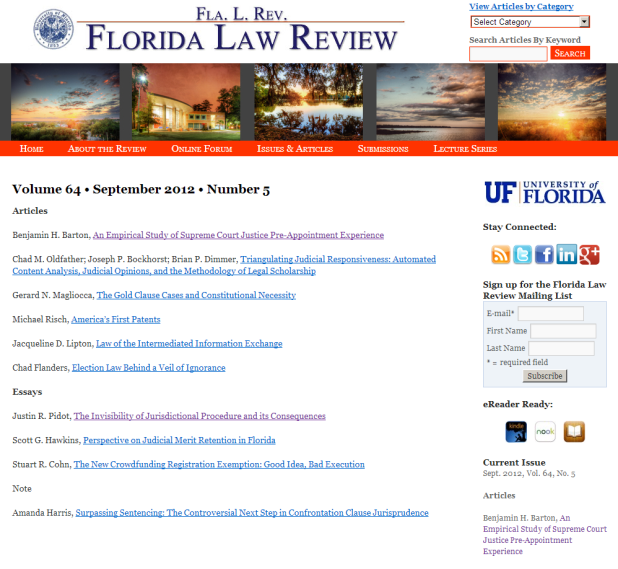 FLA. L. REV.
FLORIDA LAW REVIEW
View Articles by Category
Select Category
Search Articles By Keyword
SEARCH
HOME ABOUT THE REVIEW ONLINE FORUM ISSUES & ARTICLES SUBMISSIONS LECTURE SERIES
Volume 64 • September 2012 • Number 5
Articles
Benjamin H. Barton, An Empirical Study of Supreme Court Justice Pre-Appointment Experience
Chad M. Oldfather; Joseph P. Bockhorst; Brian P. Dimmer, Triangulating Judicial Responsiveness: Automated
Content Analysis, Judicial Opinions, and the Methodology of Legal Scholarship
Gerard N. Magliocca, The Gold Clause Cases and Constitutional Necessity
Michael Risch, America's First Patents
Jacqueline D. Lipton, Law of the Intermediated Information Exchange
Chad Flanders, Election Law Behind a Veil of Ignorance
Essays
Justin R. Pidot, The Invisibility of Jurisdictional Procedure and its Consequences
Scott G. Hawkins, Perspective on Judicial Merit Retention in Florida
Stuart R. Cohn, The New Crowdfunding Registration Exemption: Good Idea, Bad Execution
Note
Amanda Harris, Surpassing Sentencing: The Controversial Next Step in Confrontation Clause Jurisprudence
UF UNIVERSITY of
FLORIDA
Stay Connected:
Sign up for the Florida Law
Review Mailing List
E-mail*
First Name
Last Name
* = required field
Subscribe
eReader Ready:
kindle
nook
Current Issue
Sept. 2012, Vol. 64, No. 5
Articles
Benjamin H. Barton, An
Empirical Study of Supreme Court
Justice Pre-Appointment
Experience